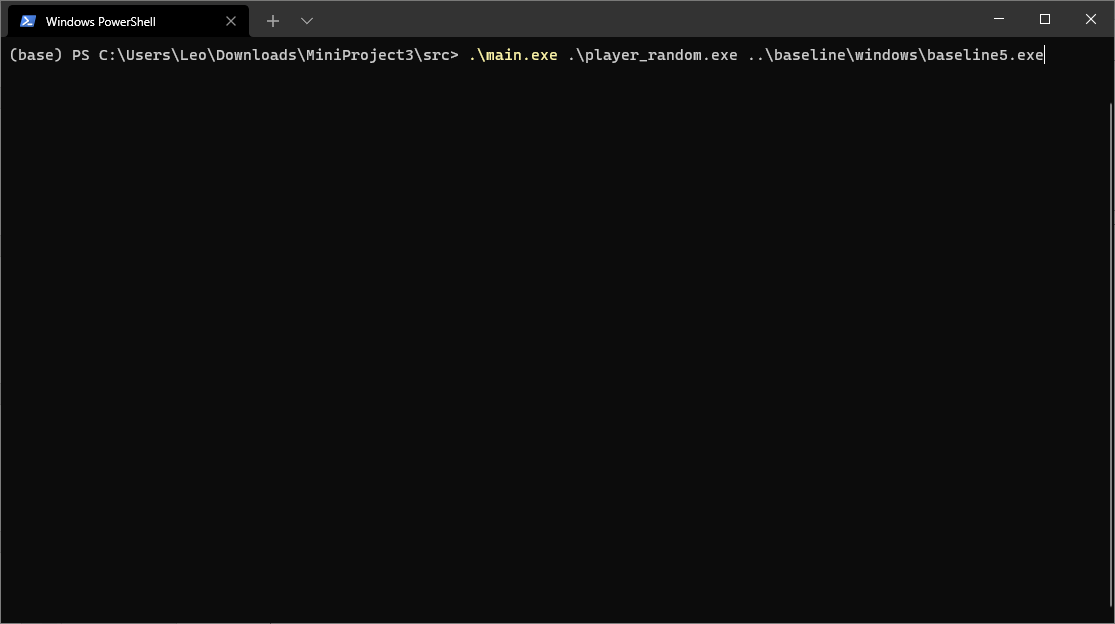 Windows PowerShell
(base) PS C:\Users\Leo\Downloads\MiniProject3\src> .\main.exe .\player_random.exe ..\baseline\windows\baseline5.exe